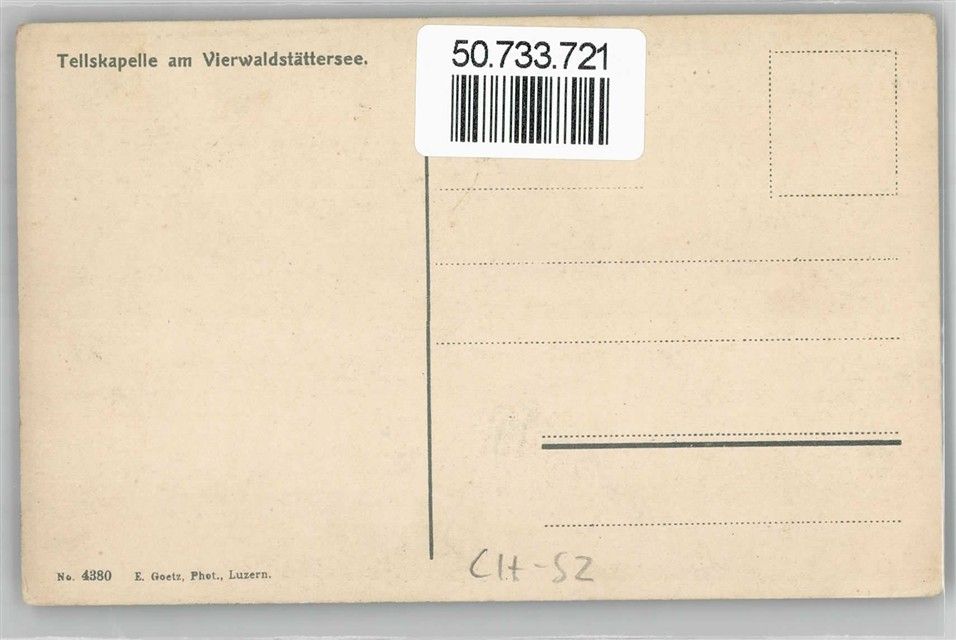 Tellskapelle am Vierwaldstättersee.
50.733.721
No. 4380 E. Goetz, Phot., Luzern.
CH-SZ